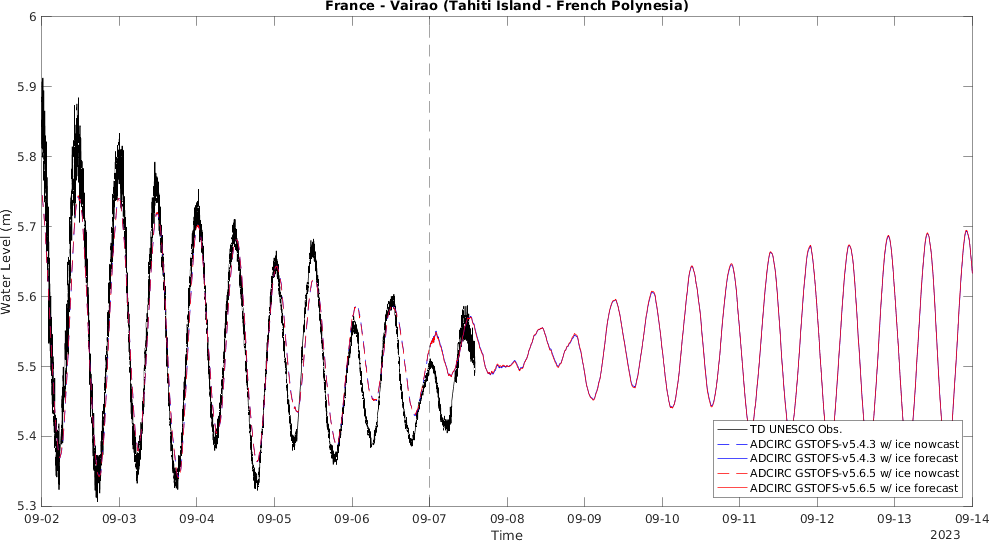 France - Vairao (Tahiti Island - French Polynesia)
6
5.9
5.8
5.7
5.6
5.5
5.4
5.3
Water Level (m)
TD UNESCO Obs.
ADCIRC GSTOFS-v5.4.3 w/ ice nowcast
ADCIRC GSTOFS-v5.4.3 w/ ice forecast
ADCIRC GSTOFS-v5.6.5 w/ ice nowcast
ADCIRC GSTOFS-v5.6.5 w/ ice forecast
09-02 09-03 09-04 09-05 09-06 09-07 09-08 09-09 09-10 09-11 09-12 09-13 09-14
Time 2023